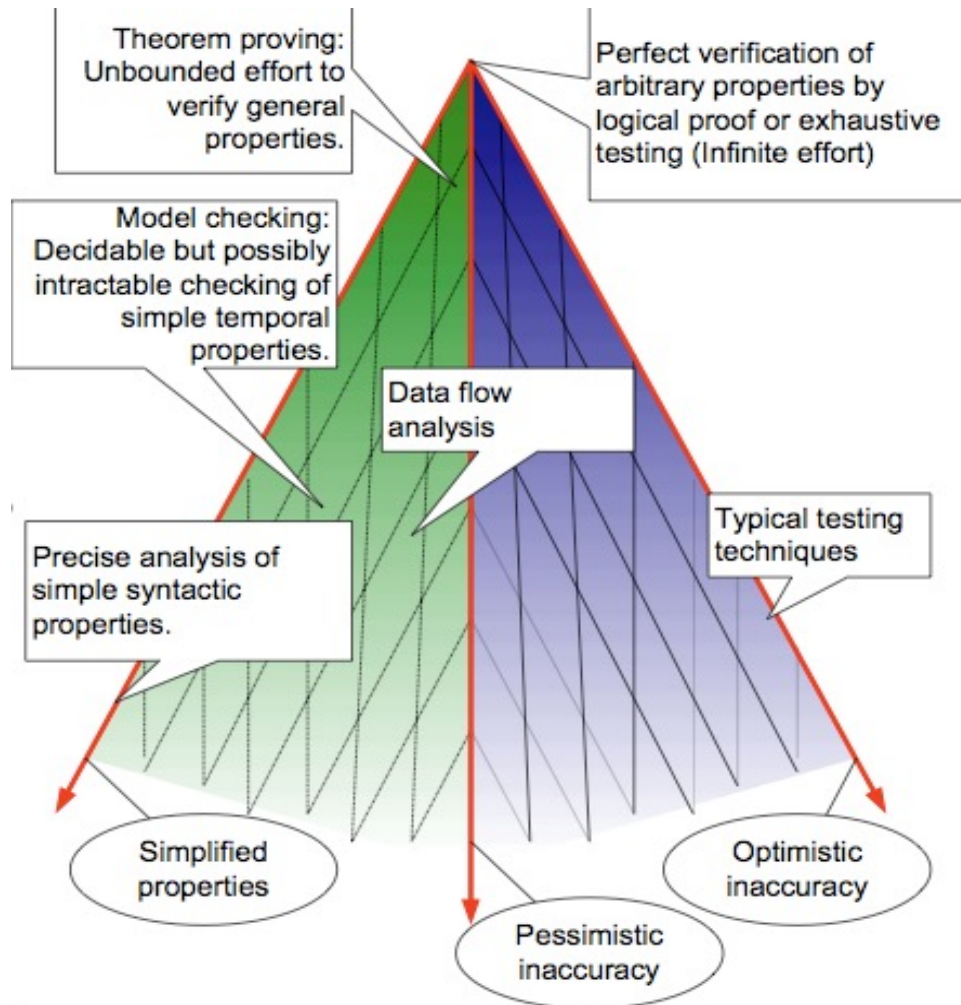 Theorem proving:
Unbounded effort to
verify general
properties.
Perfect verification of
arbitrary properties by
logical proof or exhaustive
testing (Infinite effort)
Model checking:
Decidable but possibly
intractable checking of
simple temporal
properties.
Data flow
analysis
Typical testing
techniques
Precise analysis of
simple syntactic
properties.
Simplified
properties
Optimistic
inaccuracy
Pessimistic
inaccuracy